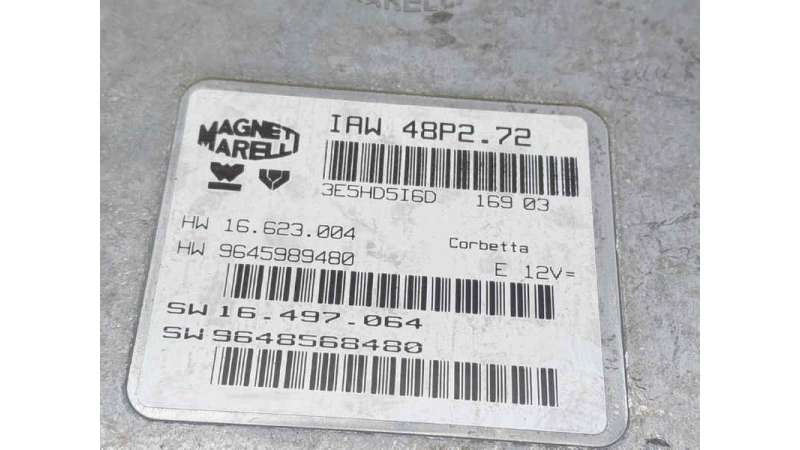 MARELLI
MAGNETI
MARELLI
IAW 48P2.72
3E5HD5I6D 169 03
HW 16.623.004
Corbetta
HW 9645989480
E 12V=
SW 16.497.064
SW 9648568480